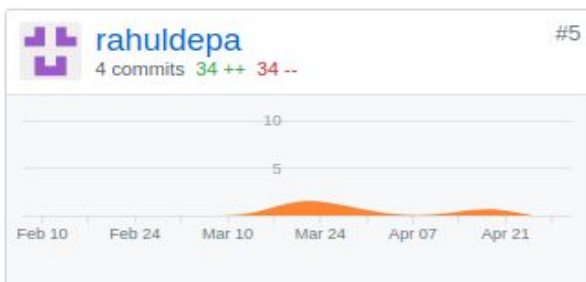 rahuldepa #5
4 commits 34 ++ 34 --
10
5
Feb 10 Feb 24 Mar 10 Mar 24 Apr 07 Apr 21